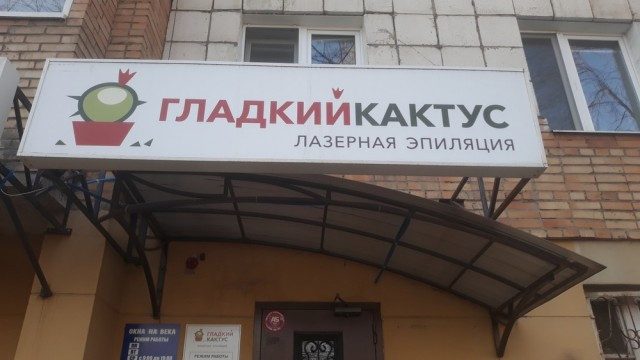 ГЛАДКИЙКАКТУС
ЛАЗЕРНАЯ ЭПИЛЯЦИЯ
ОКНА НА ВЕКА
РЕЖИМ РАБОТЫ
ГЛАДКИЙ
КАКТУС
РЕЖИМ РАБОТЫ